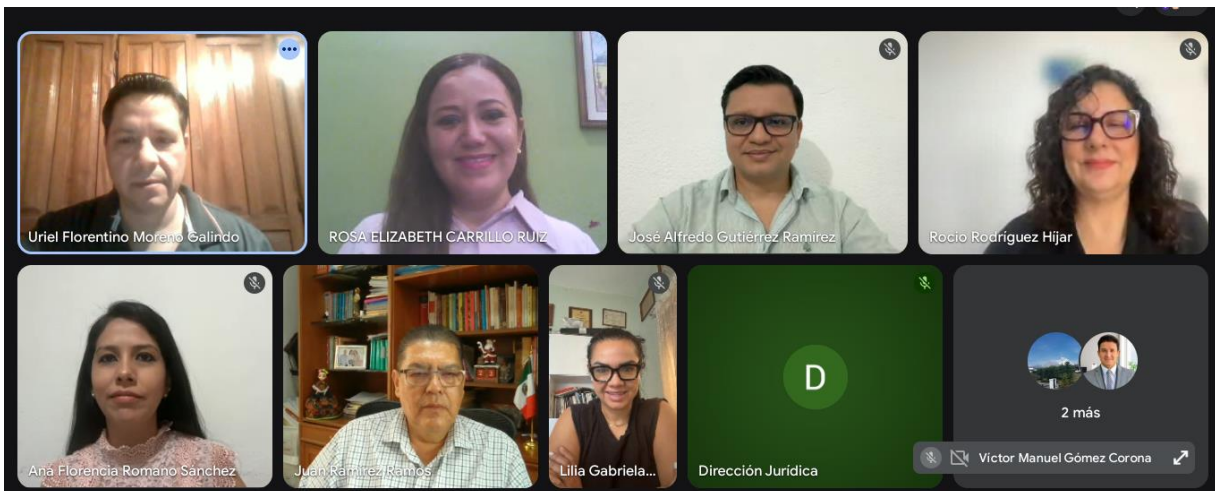 Uriel Florentino Moreno Galindo
ROSA ELIZABETH CARRILLO RUIZ
José Alfredo Gutiérrez Ramírez
Rocio Rodríguez Híjar
Ana Florencia Romano Sánchez
Juan Ramírez Ramos
Lilia Gabriela...
D
Dirección Jurídica
2 más
Víctor Manuel Gómez Corona